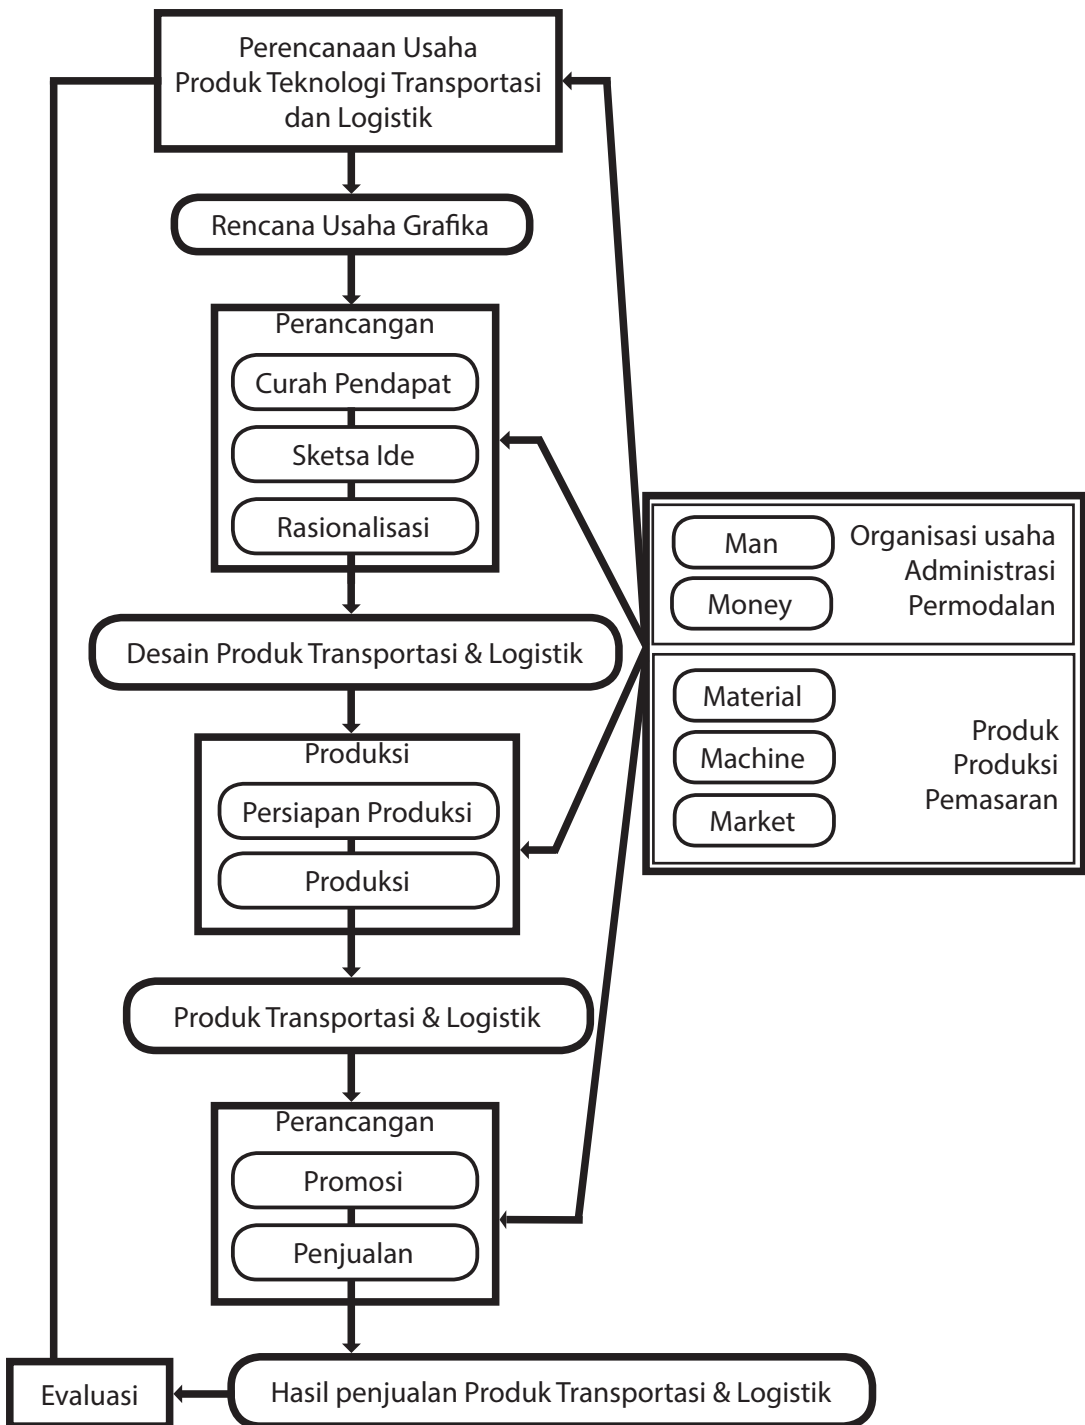 Perencanaan Usaha
Produk Teknologi Transportasi
dan Logistik
Rencana Usaha Grafika
Perancangan
Curah Pendapat
Sketsa Ide
Rasionalisasi
Desain Produk Transportasi & Logistik
Produksi
Persiapan Produksi
Produksi
Produk Transportasi & Logistik
Perancangan
Promosi
Penjualan
Hasil penjualan Produk Transportasi & Logistik
Evaluasi
Man
Money
Organisasi usaha
Administrasi
Permodalan
Material
Machine
Market
Produk
Produksi
Pemasaran